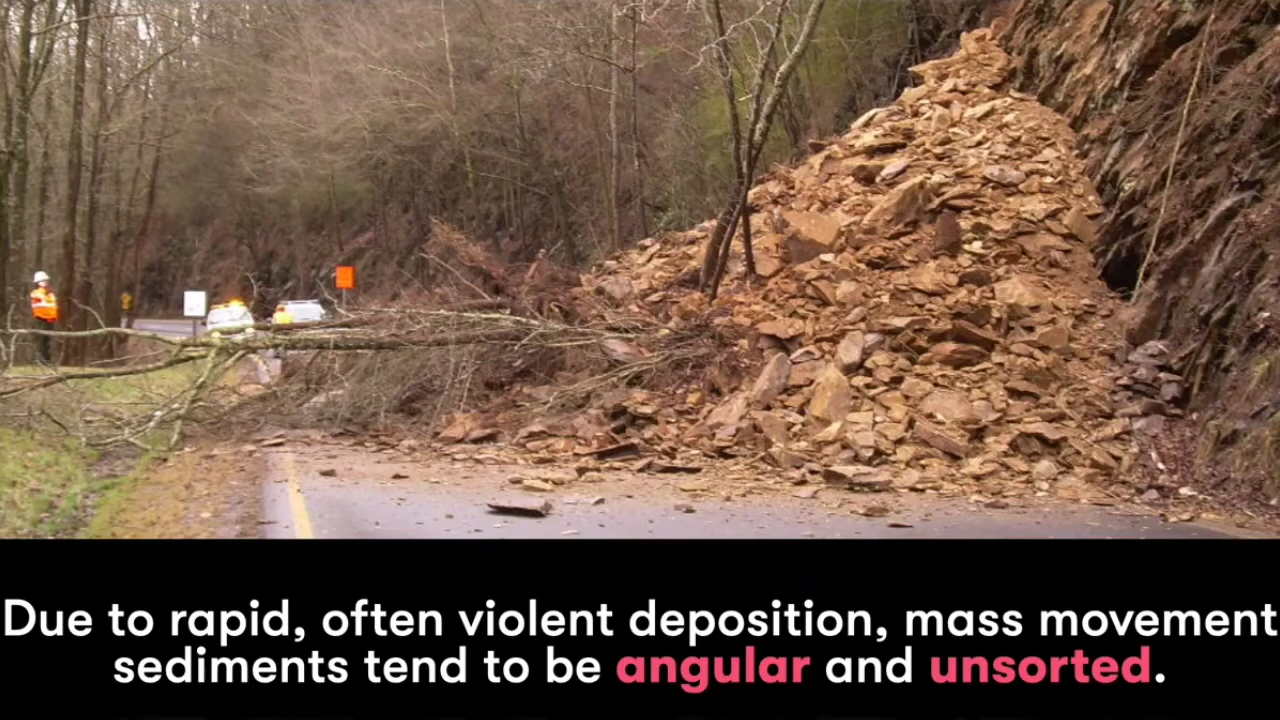 Due to rapid, often violent deposition, mass movement
sediments tend to be angular and unsorted.